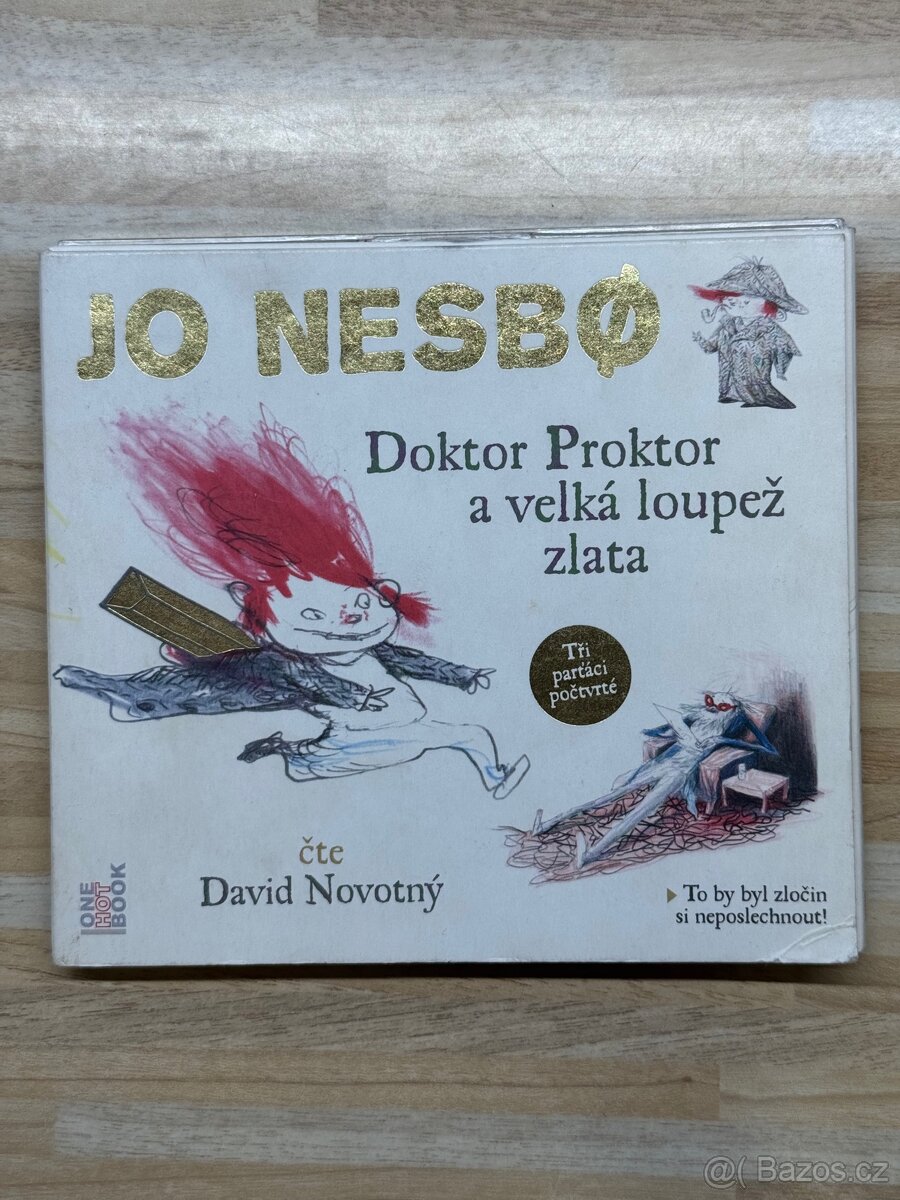 JO NESBØ
Doktor Proktor
a velká loupež
zlata
Tři
parťáci
počtvrté
čte
David Novotný
ONE
HOT
BOOK
To by byl zločin
si neposlechnout!
@( Bazos.cz